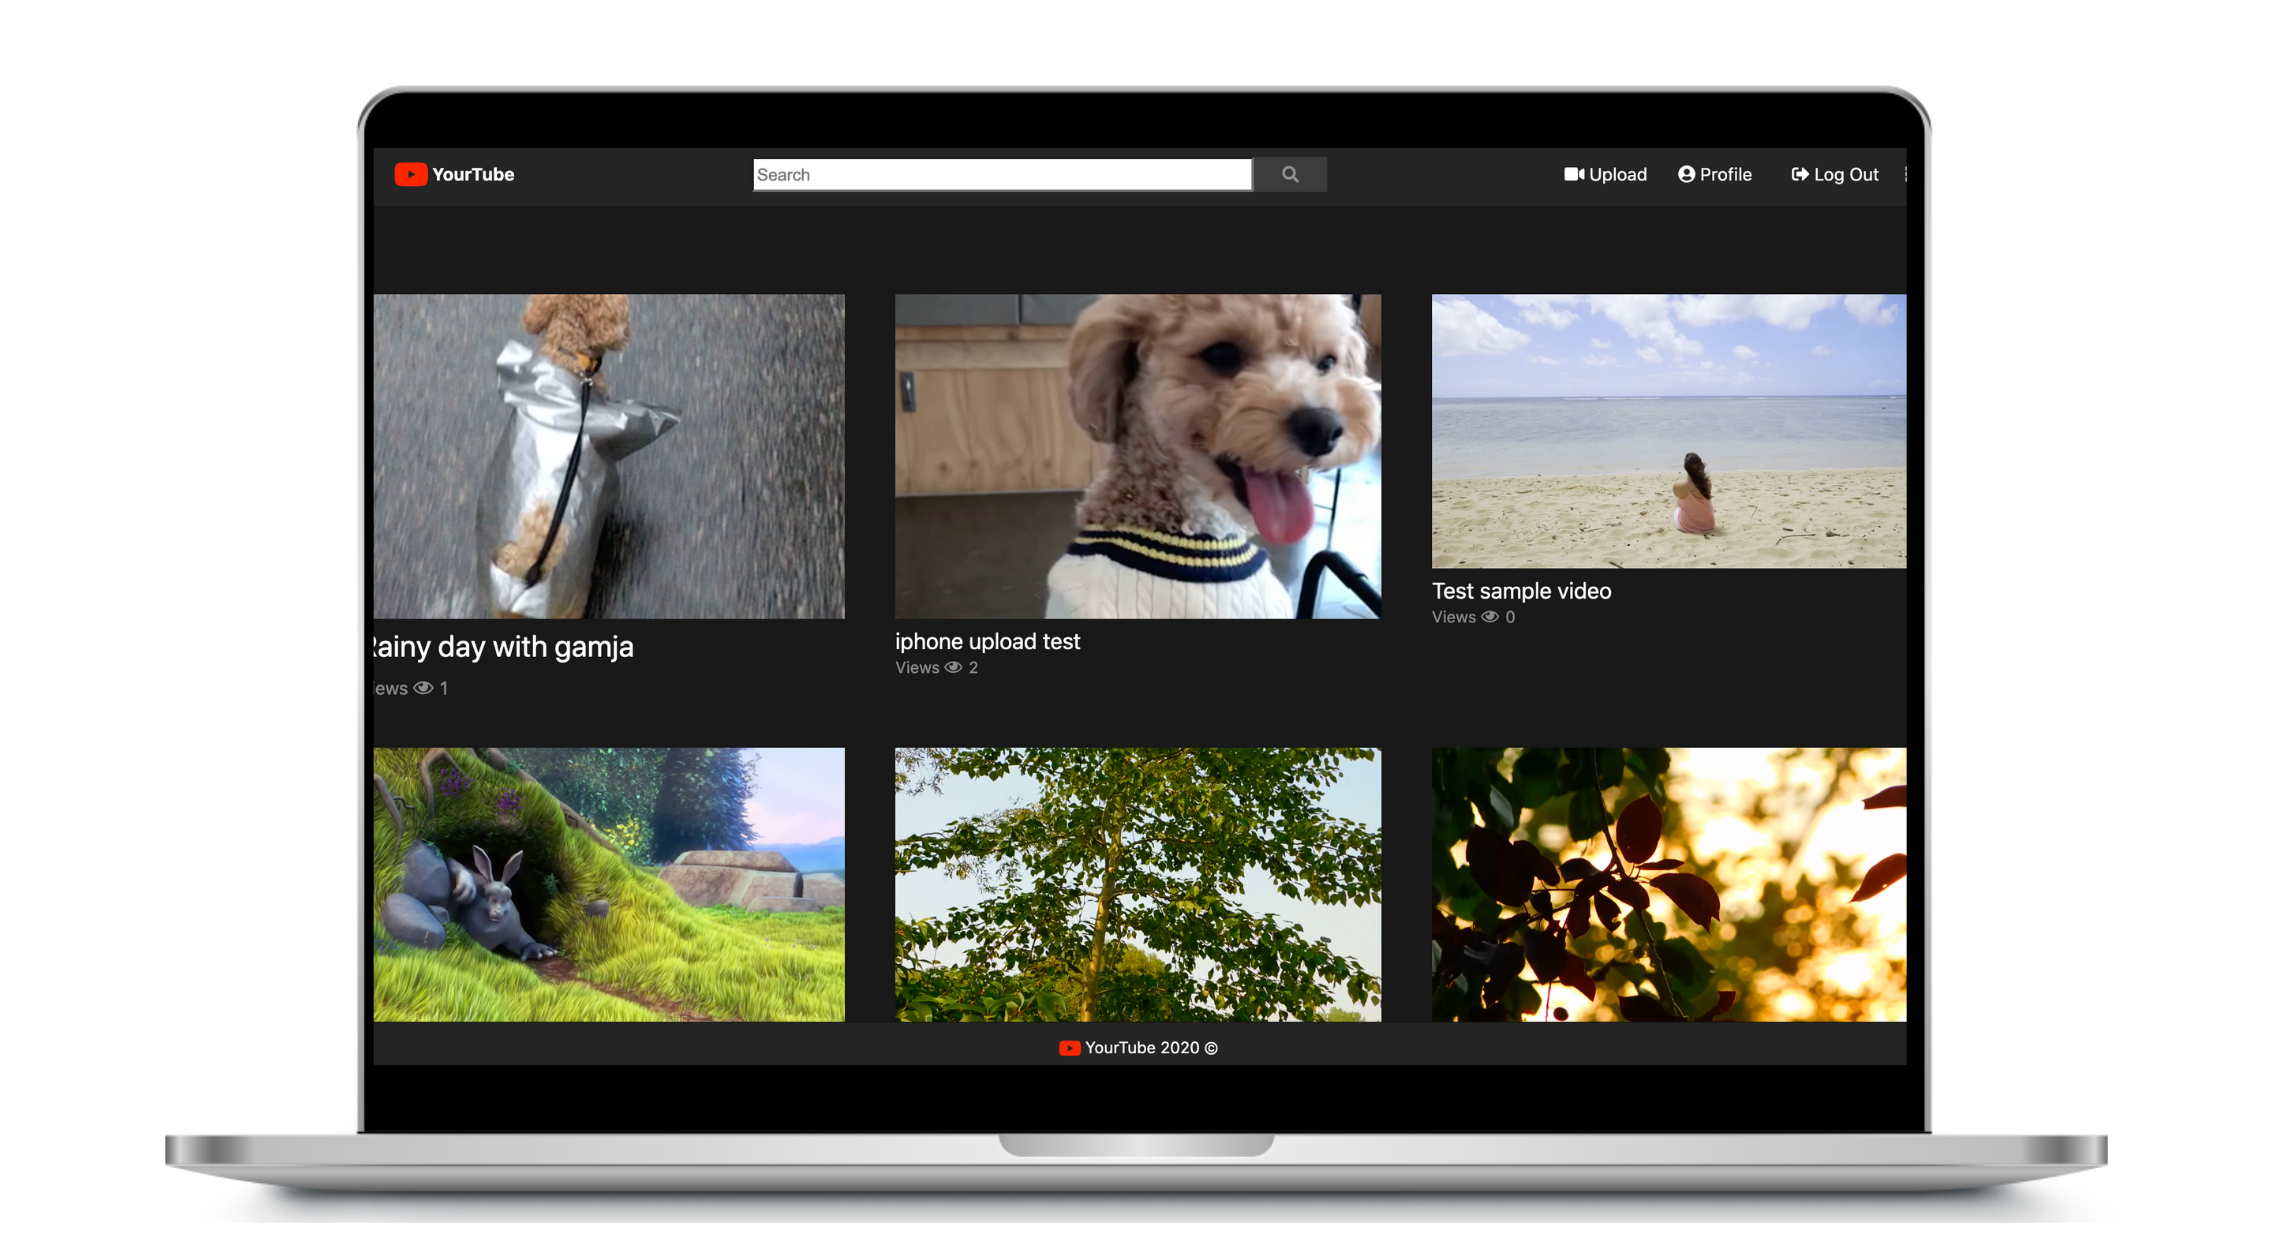 YourTube
Search
Upload
Profile
Log Out
Rainy day with gamja
iews 1
iphone upload test
Views 2
Test sample video
Views 0
YourTube 2020 ©